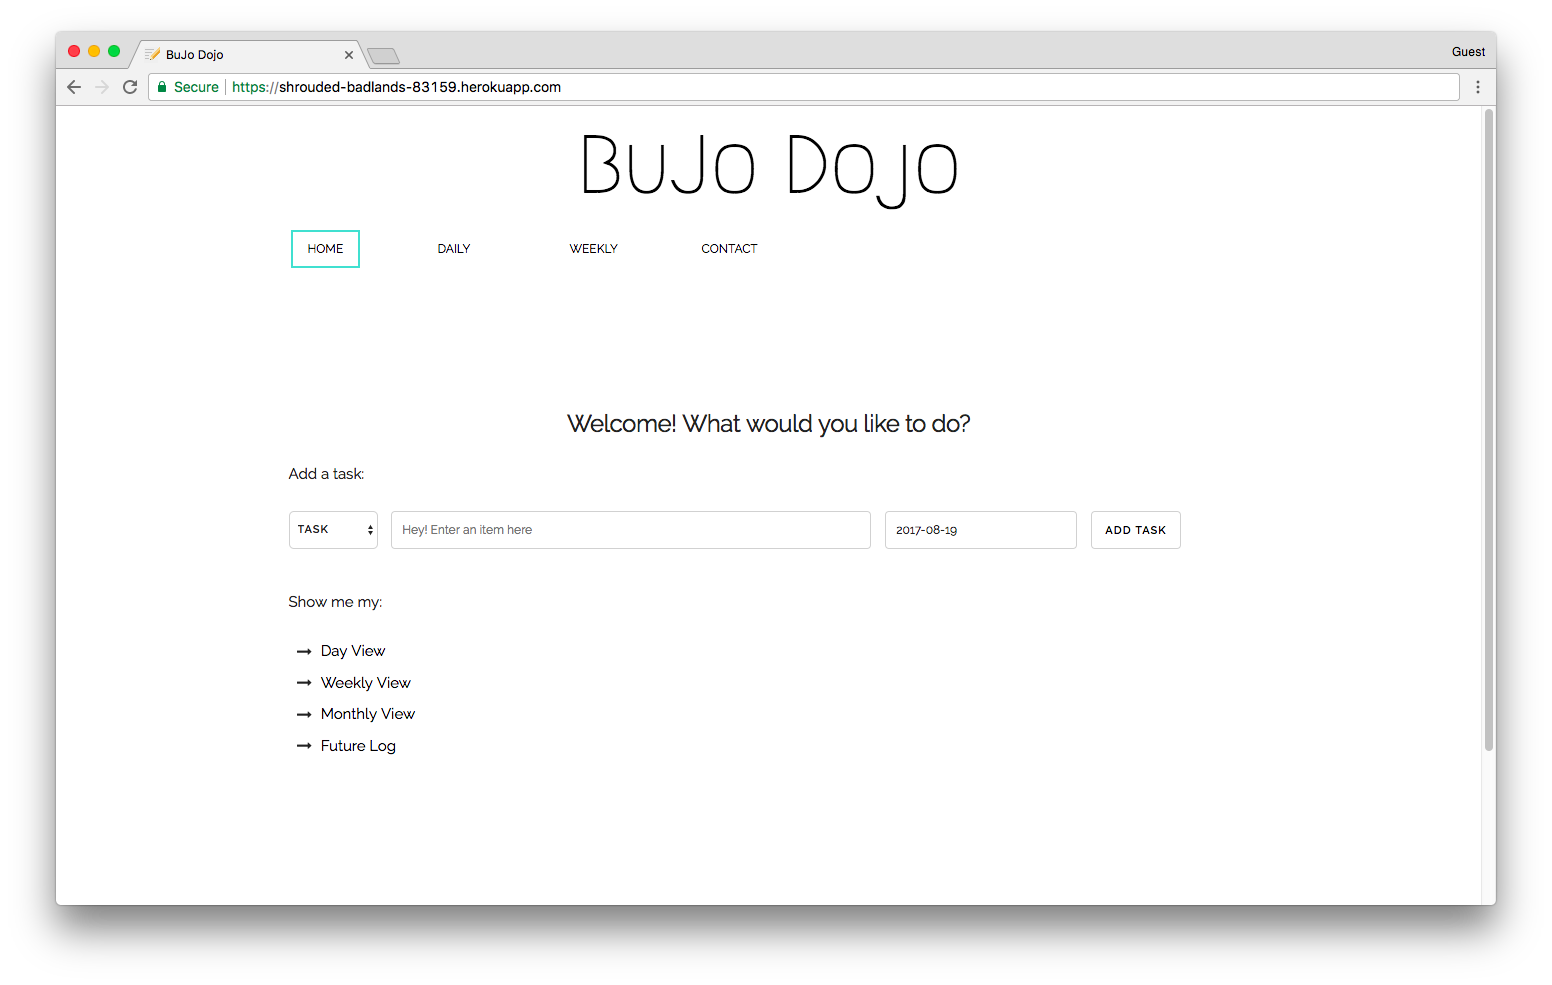 BuJo Dojo
Guest
Secure https://shrouded-badlands-83159.herokuapp.com
BuJo Dojo
HOME DAILY WEEKLY CONTACT
Welcome! What would you like to do?
Add a task:
TASK Hey! Enter an item here 2017-08-19 ADD TASK
Show me my:
Day View
Weekly View
Monthly View
Future Log